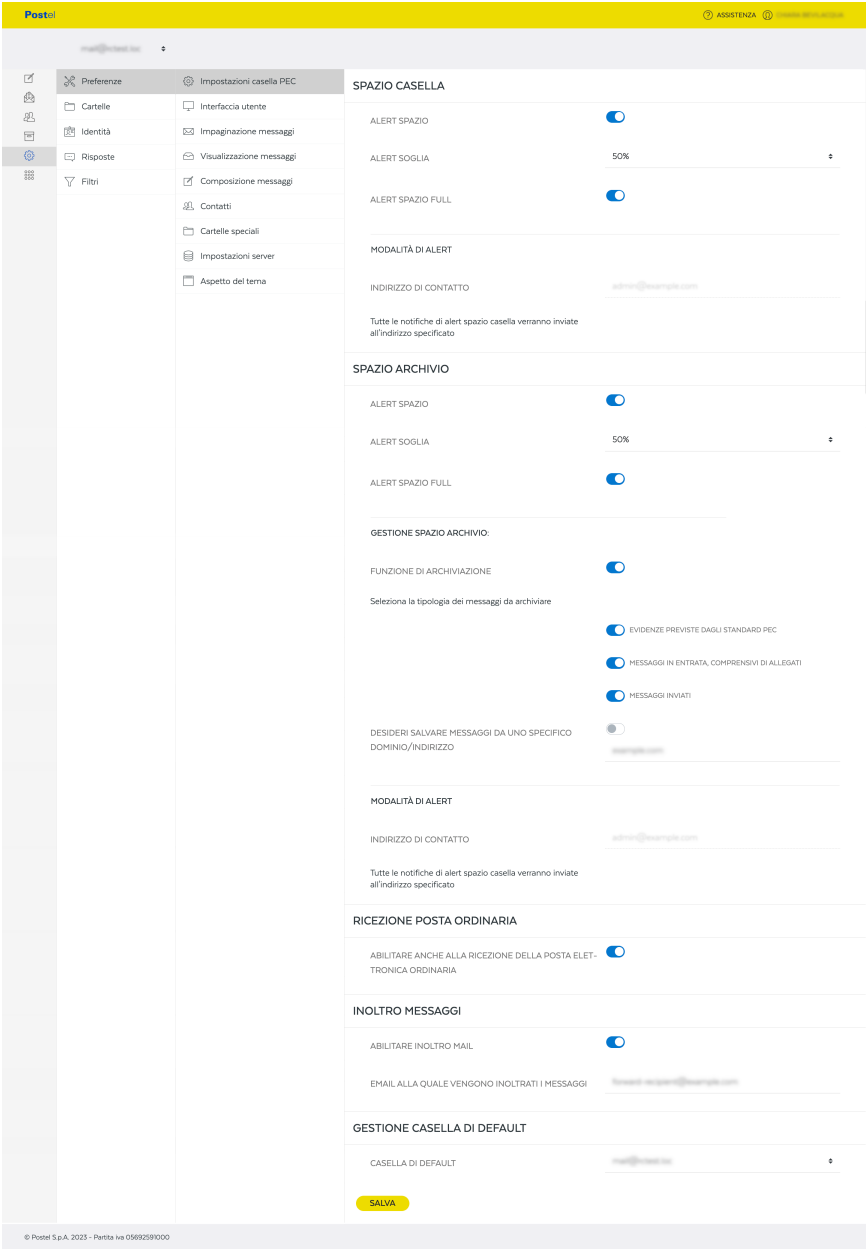 Postel
ASSISTENZA
Preferenze
Cartelle
Identità
Risposte
Filtri
Impostazioni casella PEC
Interfaccia utente
Impaginazione messaggi
Visualizzazione messaggi
Composizione messaggi
Contatti
Cartelle speciali
Impostazioni server
Aspetto del tema
SPAZIO CASELLA
ALERT SPAZIO
ALERT SOGLIA 50%
ALERT SPAZIO FULL
MODALITÀ DI ALERT
INDIRIZZO DI CONTATTO admin@example.com
Tutte le notifiche di alert spazio casella verranno inviate
all'indirizzo specificato
SPAZIO ARCHIVIO
ALERT SPAZIO
ALERT SOGLIA 50%
ALERT SPAZIO FULL
GESTIONE SPAZIO ARCHIVIO:
FUNZIONE DI ARCHIVIAZIONE
Seleziona la tipologia dei messaggi da archiviare
EVIDENZE PREVISTE DAGLI STANDARD PEC
MESSAGGI IN ENTRATA, COMPRENSIVI DI ALLEGATI
MESSAGGI INVIATI
DESIDERI SALVARE MESSAGGI DA UNO SPECIFICO
DOMINIO/INDIRIZZO
example.com
MODALITÀ DI ALERT
INDIRIZZO DI CONTATTO admin@example.com
Tutte le notifiche di alert spazio casella verranno inviate
all'indirizzo specificato
RICEZIONE POSTA ORDINARIA
ABILITARE ANCHE ALLA RICEZIONE DELLA POSTA ELET-
TRONICA ORDINARIA
INOLTRO MESSAGGI
ABILITARE INOLTRO MAIL
EMAIL ALLA QUALE VENGONO INOLTRATI I MESSAGGI forward-recipient@example.com
GESTIONE CASELLA DI DEFAULT
CASELLA DI DEFAULT
SALVA
© Postel S.p.A. 2023 - Partita iva 05692591000